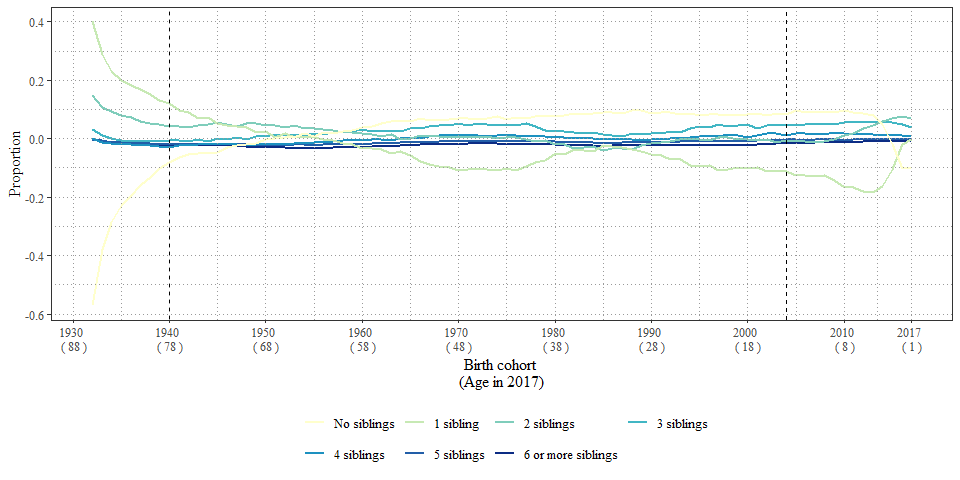 0.4
0.2
0.0
-0.2
-0.4
-0.6
Proportion
1930 1940 1950 1960 1970 1980 1990 2000 2010 2017
( 88 ) ( 78 ) ( 68 ) ( 58 ) ( 48 ) ( 38 ) ( 28 ) ( 18 ) ( 8 ) ( 1 )
Birth cohort
(Age in 2017)
No siblings 1 sibling 2 siblings 3 siblings
4 siblings 5 siblings 6 or more siblings